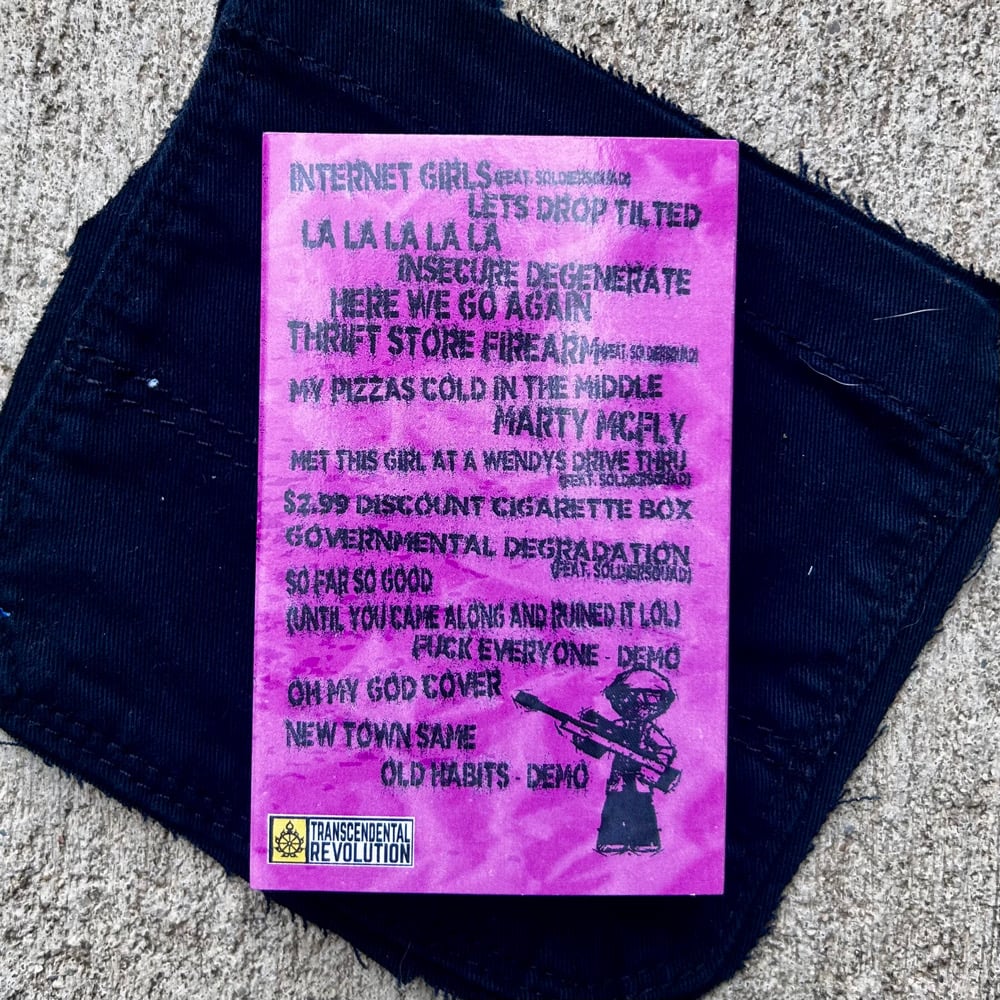 INTERNET GIRLS (FEAT. SOLDIERSQUAD)
LETS DROP TILTED
LA LA LA LA LA
INSECURE DEGENERATE
HERE WE GO AGAIN
THRIFT STORE FIREARM (FEAT. SOLDIERSQUAD)
MY PIZZAS COLD IN THE MIDDLE
MARTY MCFLY
MET THIS GIRL AT A WENDYS DRIVE THRU
(FEAT. SOLDIERSQUAD)
$2.99 DISCOUNT CIGARETTE BOX
GOVERNMENTAL DEGRADATION
(FEAT. SOLDIERSQUAD)
SO FAR SO GOOD
(UNTIL YOU CAME ALONG AND RUINED IT LOL)
FUCK EVERYONE - DEMO
OH MY GOD COVER
NEW TOWN SAME
OLD HABITS - DEMO
TRANSCENDENTAL
REVOLUTION